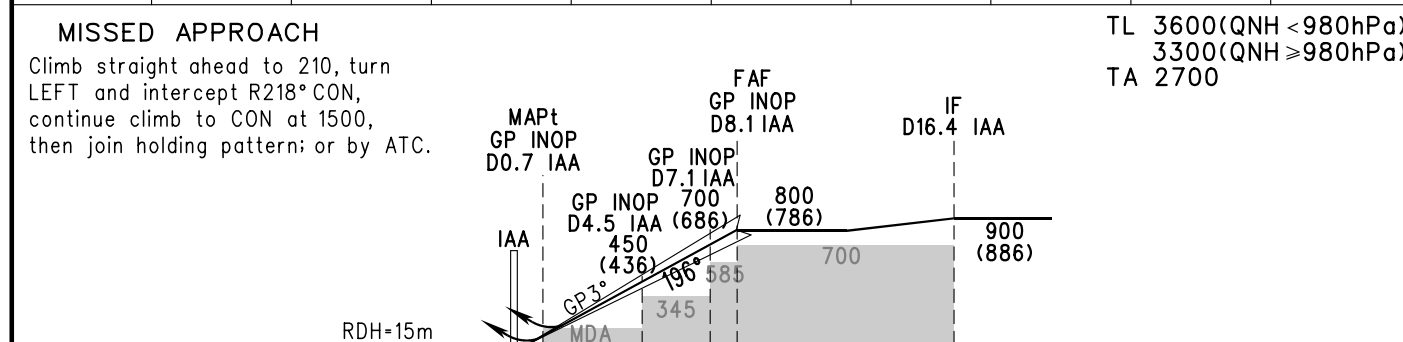 MISSED APPROACH
Climb straight ahead to 210, turn
LEFT and intercept R218° CON,
continue climb to CON at 1500,
then join holding pattern; or by ATC.
TL 3600(QNH <980hPa)
3300(QNH ≥980hPa)
TA 2700
FAF
GP INOP
D8.1 IAA
IF
D16.4 IAA
MAPt
GP INOP
D0.7 IAA
GP INOP
D7.1 IAA
700
(686)
GP INOP
D4.5 IAA
450
(436)
800
(786)
900
(886)
IAA
GP3°
196°
585
700
345
MDA
RDH=15m